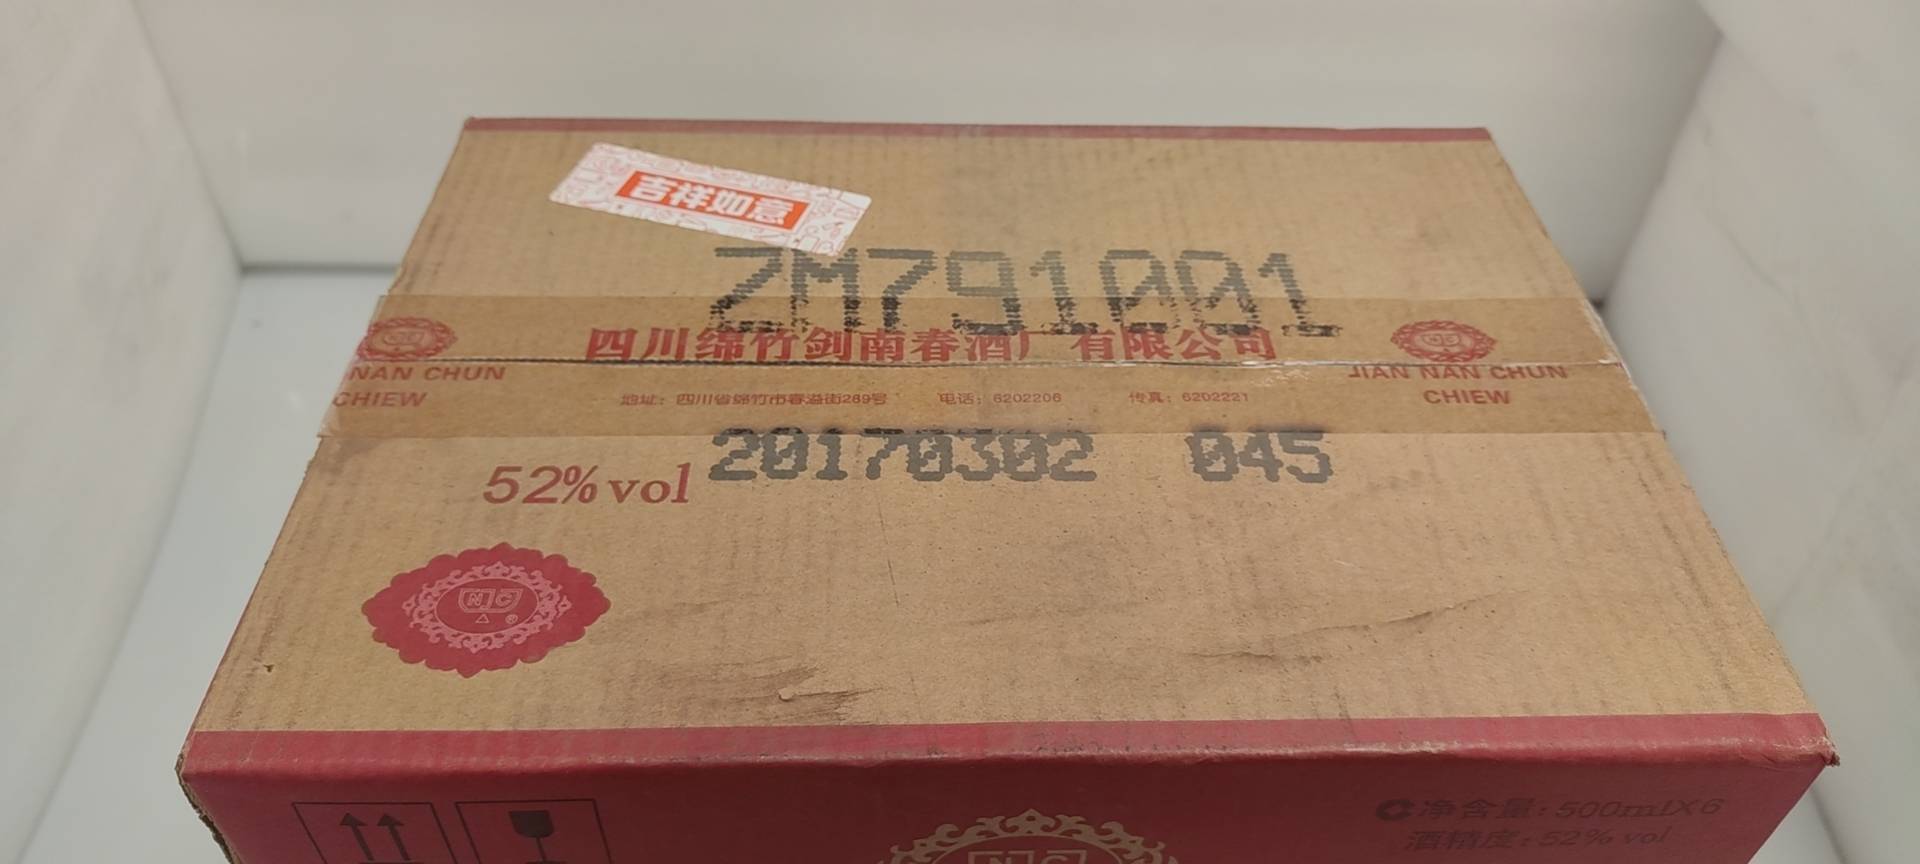 吉祥如意
ZM791001
四川绵竹剑南春酒厂有限公司
NAN CHUN
CHIEW
JIAN NAN CHUN
CHIEW
地址：四川省绵竹市春溢街289号 电话：6202206 传真：6202221
20170302 045
52% vol
NC
®
C 净含量：500mlX6
酒精度：52% vol
NC